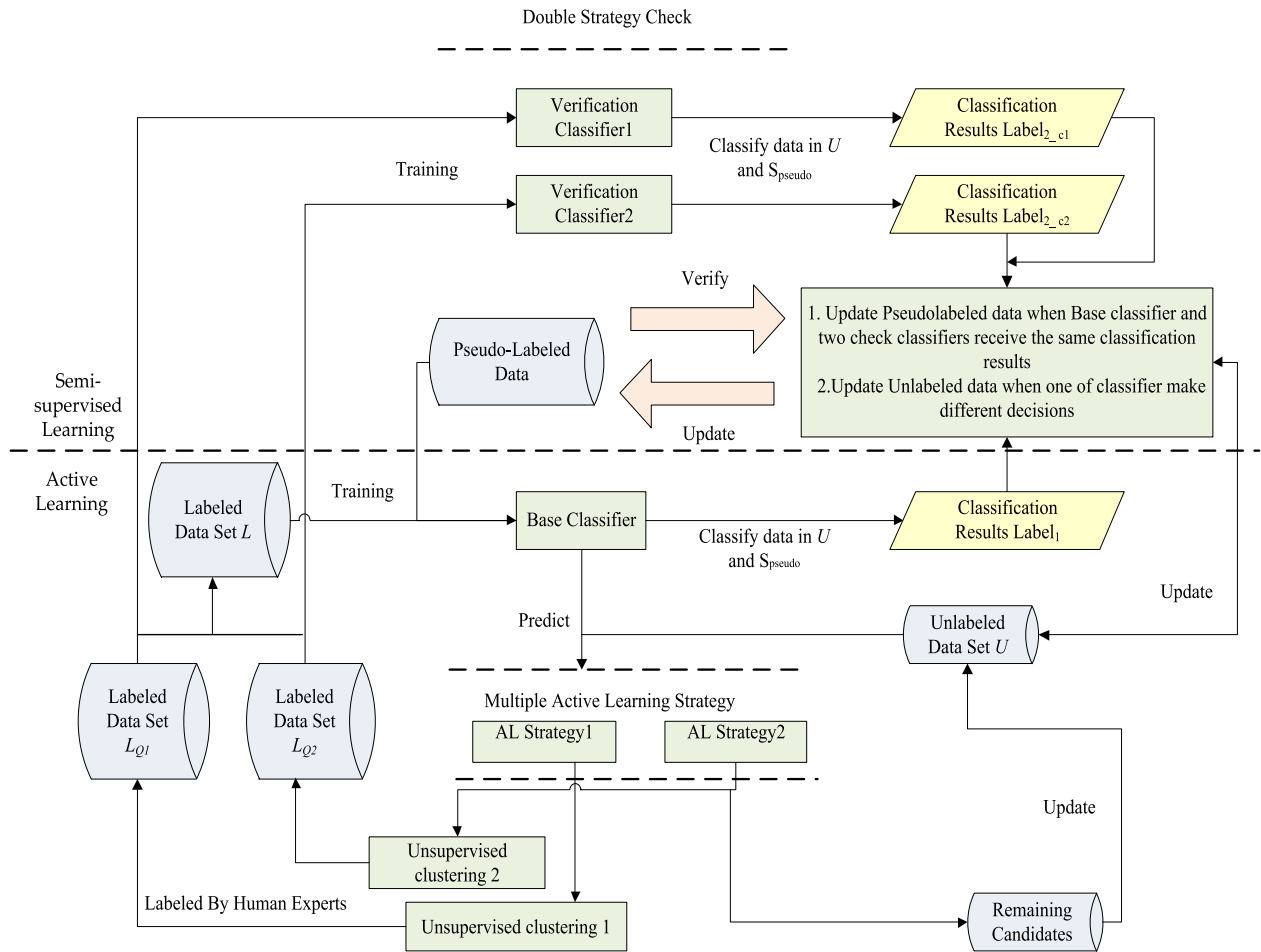 Double Strategy Check
Verification
Classifier1
Classification
Results Label2_ c1
Classify data in U
and Spseudo
Training
Verification
Classifier2
Classification
Results Label2_ c2
Verify
1. Update Pseudolabeled data when Base classifier and
two check classifiers receive the same classification
results
2.Update Unlabeled data when one of classifier make
different decisions
Pseudo-Labeled
Data
Semi-
supervised
Learning
Update
Active
Learning
Labeled
Data Set L
Training
Base Classifier
Classify data in U
and Spseudo
Classification
Results Label1
Update
Predict
Unlabeled
Data Set U
Labeled
Data Set
LQ1
Labeled
Data Set
LQ2
Multiple Active Learning Strategy
AL Strategy1
AL Strategy2
Update
Unsupervised
clustering 2
Labeled By Human Experts
Unsupervised clustering 1
Remaining
Candidates